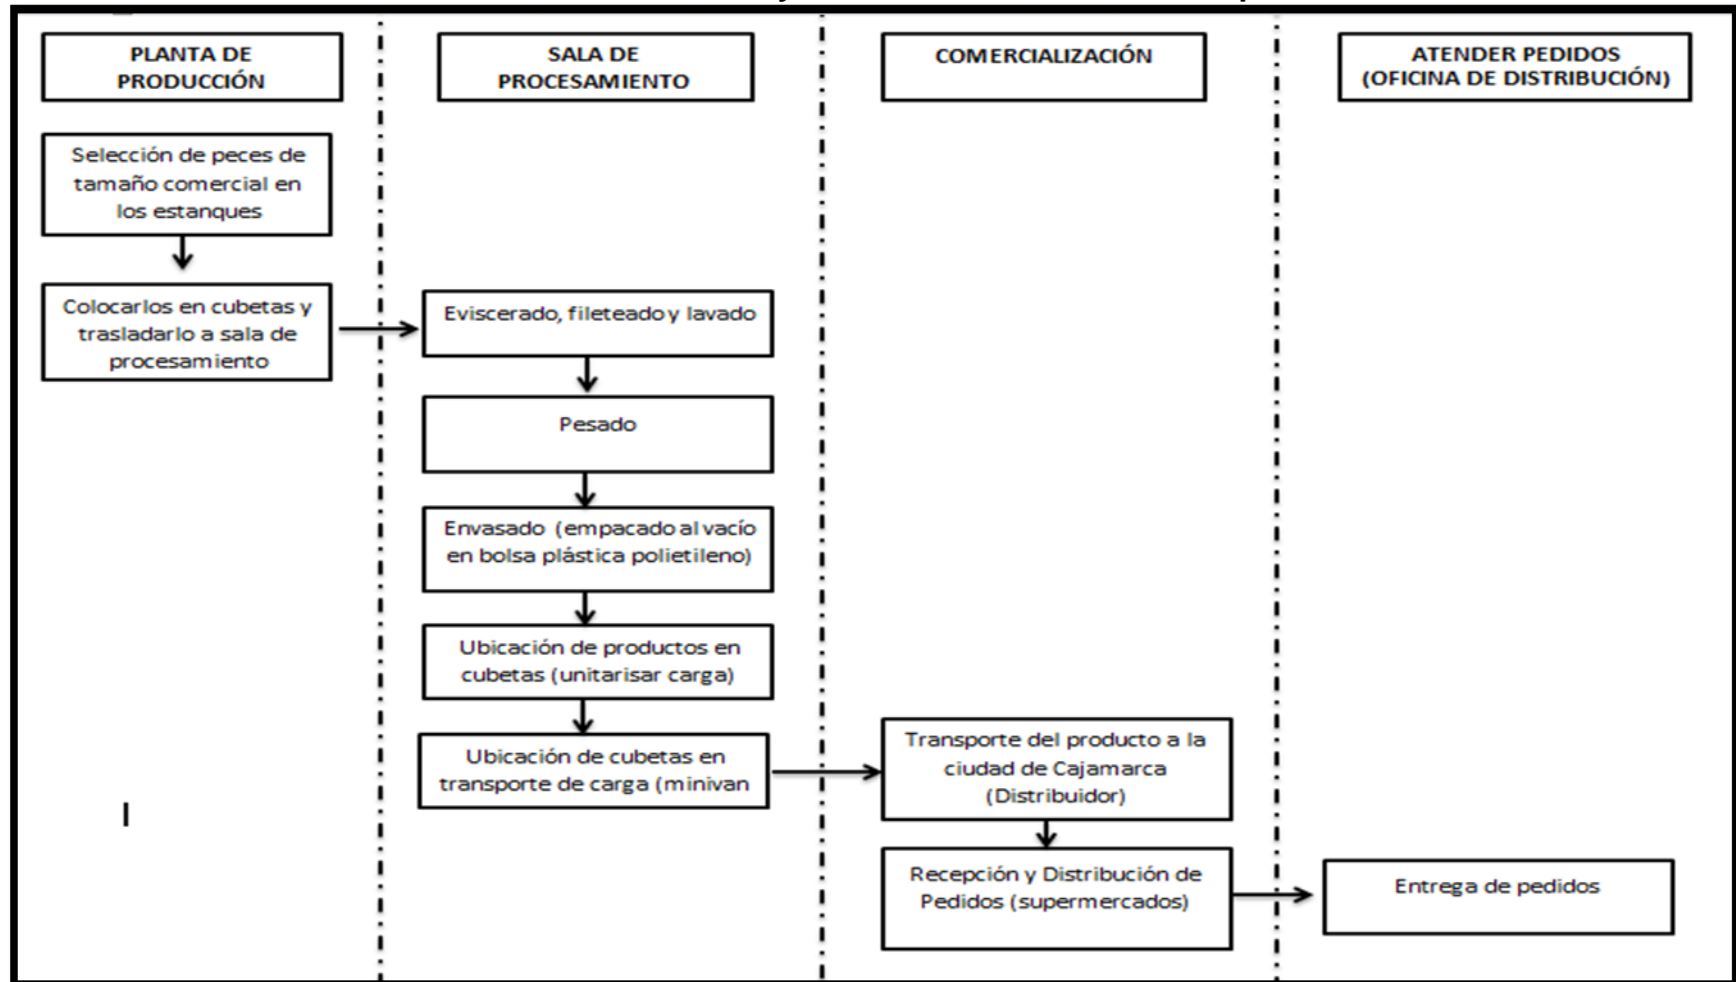 PLANTA DE
PRODUCCIÓN
SALA DE
PROCESAMIENTO
COMERCIALIZACIÓN
ATENDER PEDIDOS
(OFICINA DE DISTRIBUCIÓN)
Selección de peces de
tamaño comercial en
los estanques
Colocarlos en cubetas y
trasladarlo a sala de
procesamiento
Eviscerado, fileteado y lavado
Pesado
Envasado (empacado al vacío
en bolsa plástica polietileno)
Ubicación de productos en
cubetas (unitarisar carga)
Ubicación de cubetas en
transporte de carga (minivan
Transporte del producto a la
ciudad de Cajamarca
(Distribuidor)
Recepción y Distribución de
Pedidos (supermercados)
Entrega de pedidos